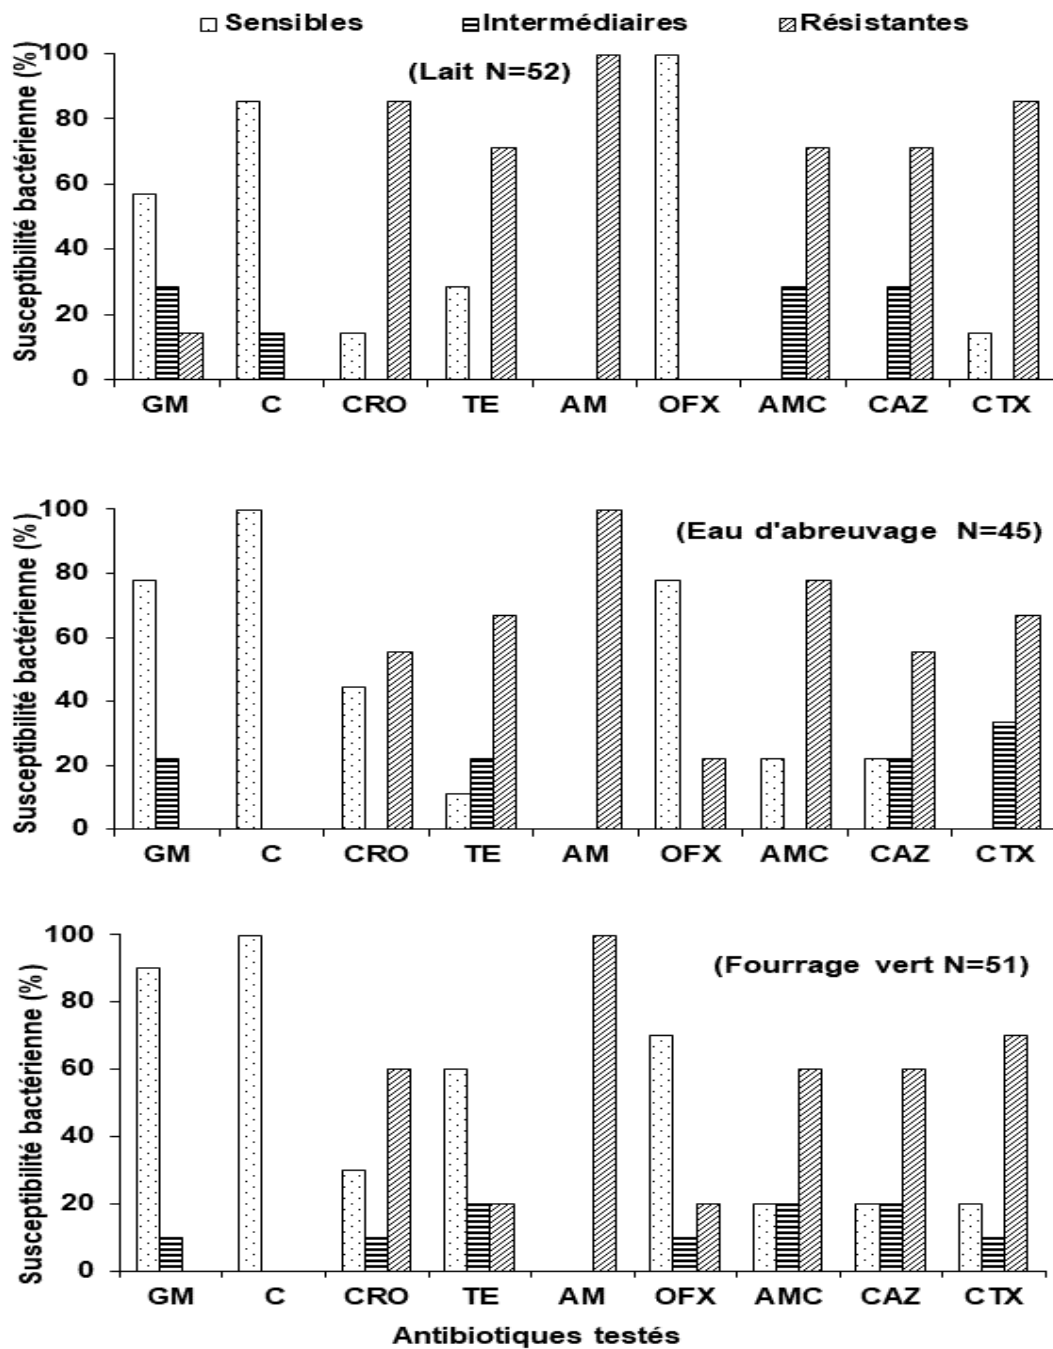 Sensibles Intermédiaires Résistantes
(Lait N=52)
Susceptibilité bactérienne (%)
100
80
60
40
20
0
GM C CRO TE AM OFX AMC CAZ CTX
(Eau d'abreuvage N=45)
Susceptibilité bactérienne (%)
100
80
60
40
20
0
GM C CRO TE AM OFX AMC CAZ CTX
(Fourrage vert N=51)
Susceptibilité bactérienne (%)
100
80
60
40
20
0
GM C CRO TE AM OFX AMC CAZ CTX
Antibiotiques testés